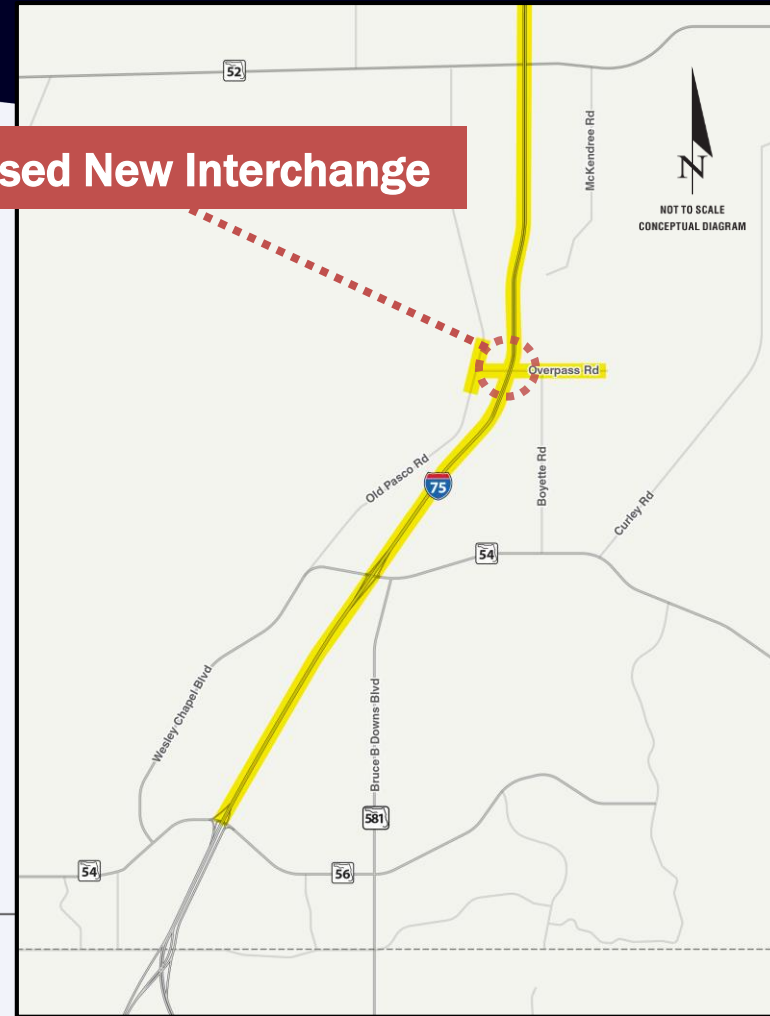 52
McKendree Rd
N
NOT TO SCALE
CONCEPTUAL DIAGRAM
sed New Interchange
Overpass Rd
Old Pasco Rd
75
Boyette Rd
Curley Rd
54
Wesley Chapel Blvd
Bruce B Downs Blvd
581
54
56